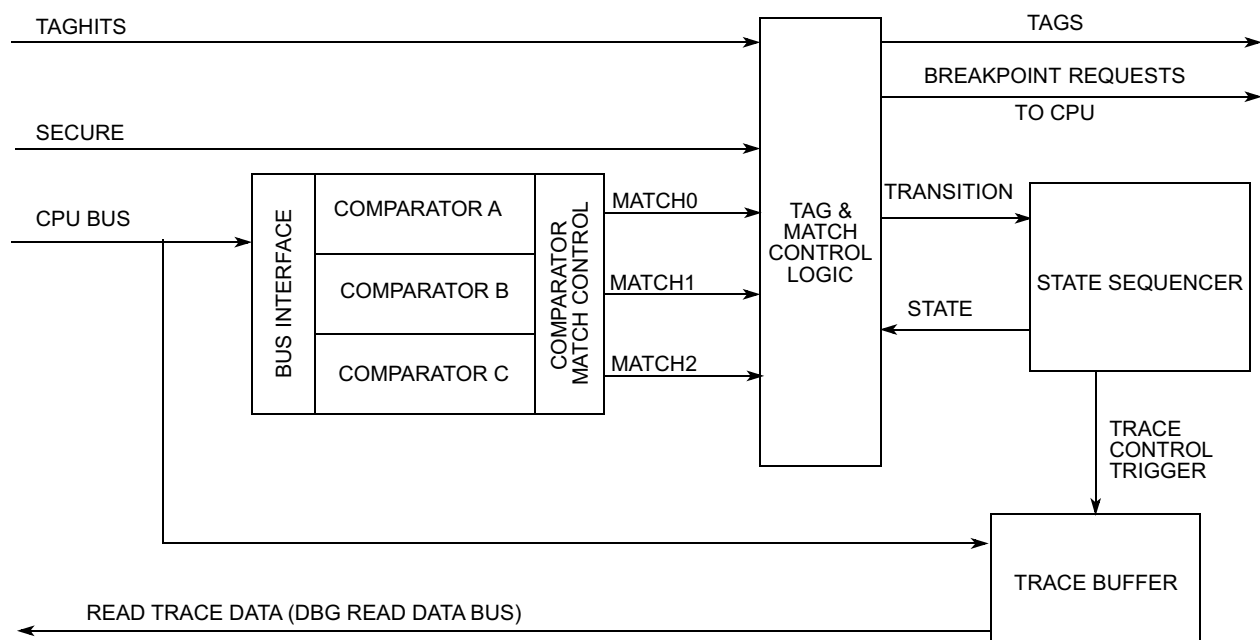 TAGHITS
TAGS
BREAKPOINT REQUESTS
TO CPU
SECURE
CPU BUS
BUS INTERFACE
COMPARATOR A
COMPARATOR B
COMPARATOR C
COMPARATOR
MATCH CONTROL
MATCH0
MATCH1
MATCH2
TAG &
MATCH
CONTROL
LOGIC
TRANSITION
STATE
STATE SEQUENCER
TRACE
CONTROL
TRIGGER
TRACE BUFFER
READ TRACE DATA (DBG READ DATA BUS)